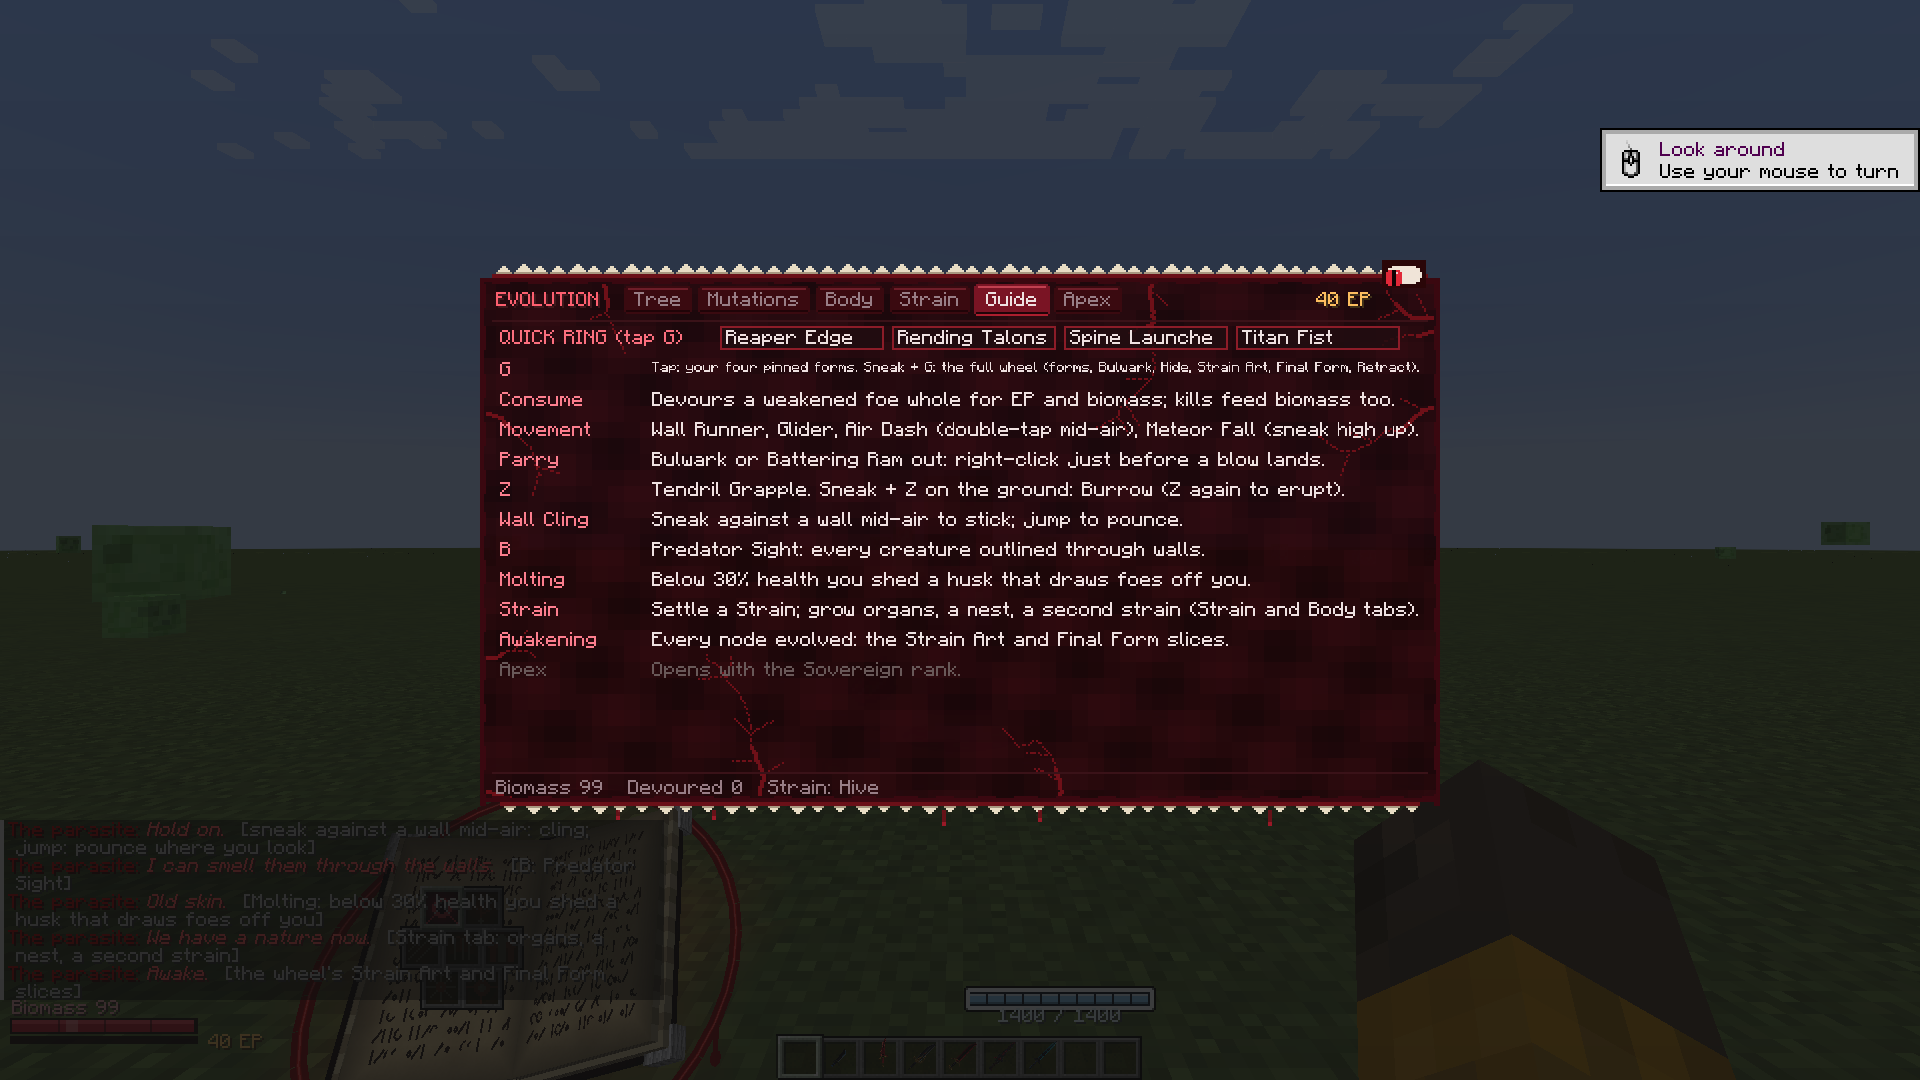 Look around
Use your mouse to turn
EVOLUTION Tree Mutations Body Strain Guide Apex 40 EP
QUICK RING (tap G) Reaper Edge Rending Talons Spine Launche Titan Fist
G Tap: your four pinned forms. Sneak + G: the full wheel (forms, Bulwark, Hide, Strain Art, Final Form, Retract).
Consume Devours a weakened foe whole for EP and biomass; kills feed biomass too.
Movement Wall Runner, Glider, Air Dash (double-tap mid-air), Meteor Fall (sneak high up).
Parry Bulwark or Battering Ram out: right-click just before a blow lands.
Z Tendril Grapple. Sneak + Z on the ground: Burrow (Z again to erupt).
Wall Cling Sneak against a wall mid-air to stick; jump to pounce.
B Predator Sight: every creature outlined through walls.
Molting Below 30% health you shed a husk that draws foes off you.
Strain Settle a Strain; grow organs, a nest, a second strain (Strain and Body tabs).
Awakening Every node evolved: the Strain Art and Final Form slices.
Apex Opens with the Sovereign rank.
Biomass 99 Devoured 0 Strain: Hive
The parasite: Hold on. [sneak against a wall mid-air: cling;
jump: pounce where you look]
The parasite: I can smell them through the walls. [B: Predator
Sight]
The parasite: Old skin. [Molting: below 30% health you shed a
husk that draws foes off you]
The parasite: We have a nature now. [Strain tab: organs, a
nest, a second strain]
The parasite: Awake. [the wheel's Strain Art and Final Form
slices]
Biomass 99
40 EP
1400 / 1400